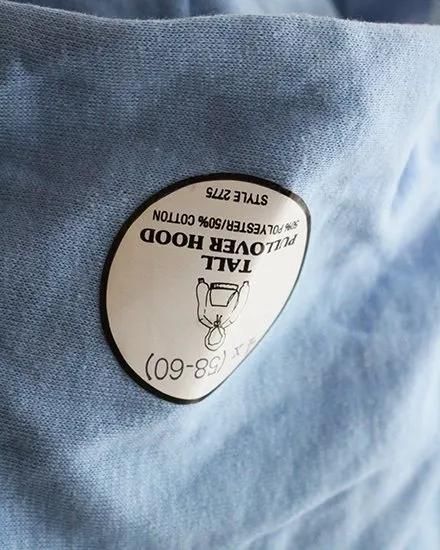 X (58-60)
TALL
PULLOVER HOOD
50% POLYESTER/50% COTTON
STYLE 2775